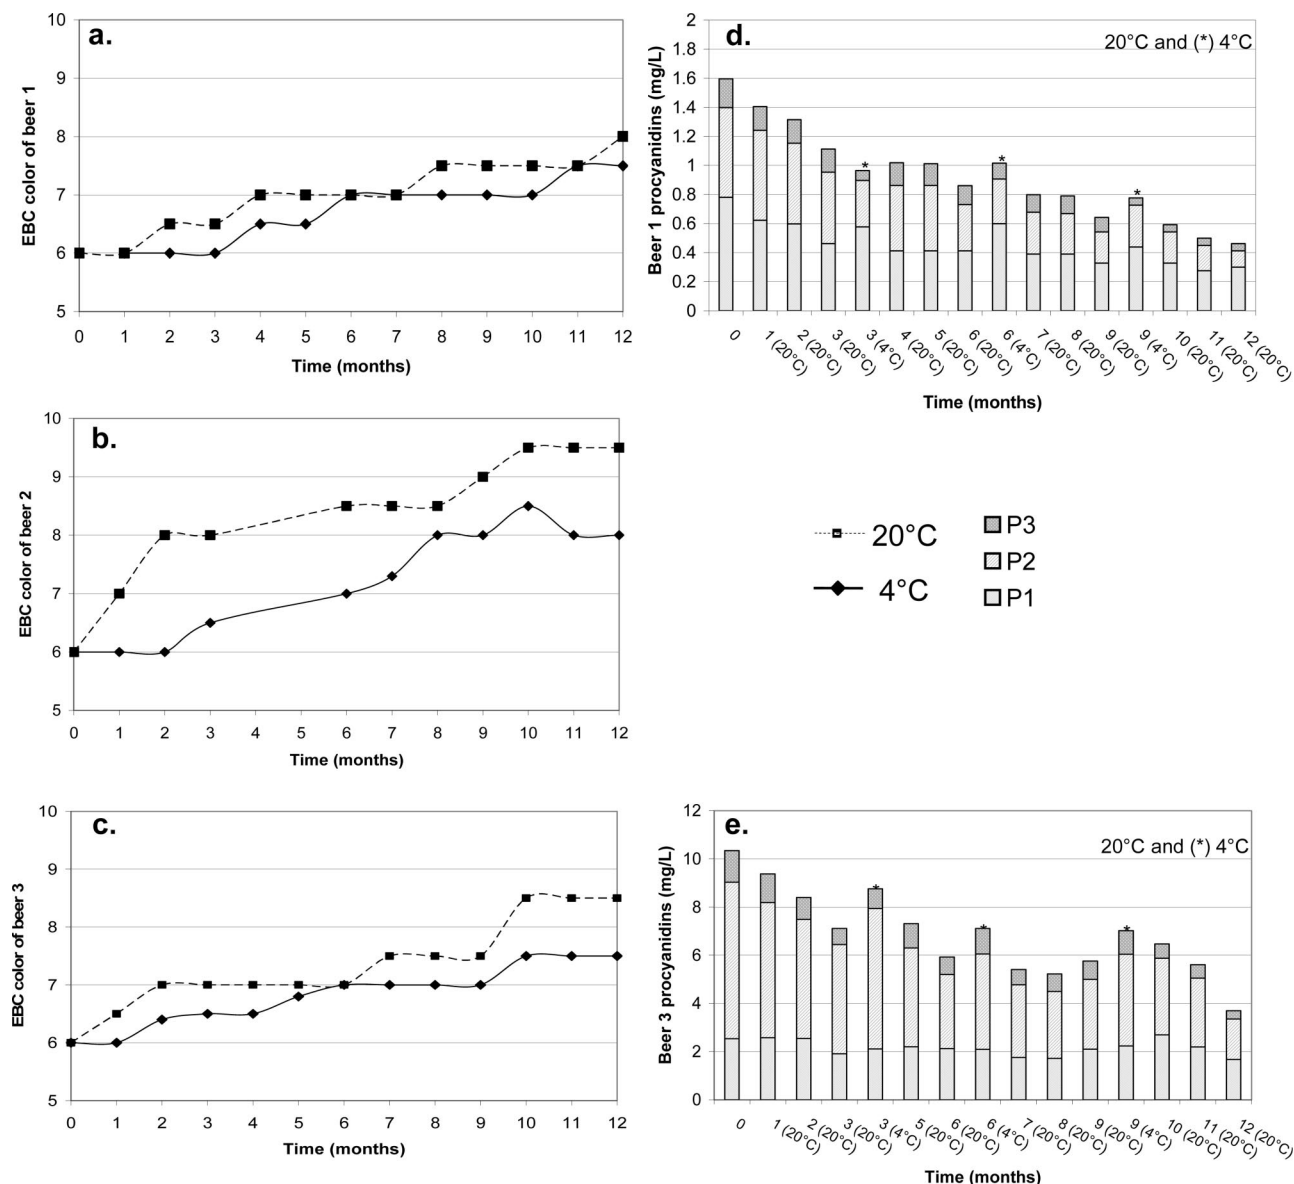 a.
EBC color of beer 1
10
9
8
7
6
5
0 1 2 3 4 5 6 7 8 9 10 11 12
Time (months)
d.
20°C and (*) 4°C
Beer 1 procyanidins (mg/L)
2
1.8
1.6
1.4
1.2
1
0.8
0.6
0.4
0.2
0
* * *
0 1 (20°C) 2 (20°C) 3 (20°C) 3 (4°C) 4 (20°C) 5 (20°C) 6 (20°C) 6 (4°C) 7 (20°C) 8 (20°C) 9 (20°C) 9 (4°C) 10 (20°C) 11 (20°C) 12 (20°C)
Time (months)
b.
EBC color of beer 2
10
9
8
7
6
5
0 1 2 3 4 5 6 7 8 9 10 11 12
Time (months)
20°C
4°C
P3
P2
P1
c.
EBC color of beer 3
10
9
8
7
6
5
0 1 2 3 4 5 6 7 8 9 10 11 12
Time (months)
e.
20°C and (*) 4°C
Beer 3 procyanidins (mg/L)
12
10
8
6
4
2
0
* * *
0 1 (20°C) 2 (20°C) 3 (20°C) 3 (4°C) 5 (20°C) 6 (20°C) 6 (4°C) 7 (20°C) 8 (20°C) 9 (20°C) 9 (4°C) 10 (20°C) 11 (20°C) 12 (20°C)
Time (months)